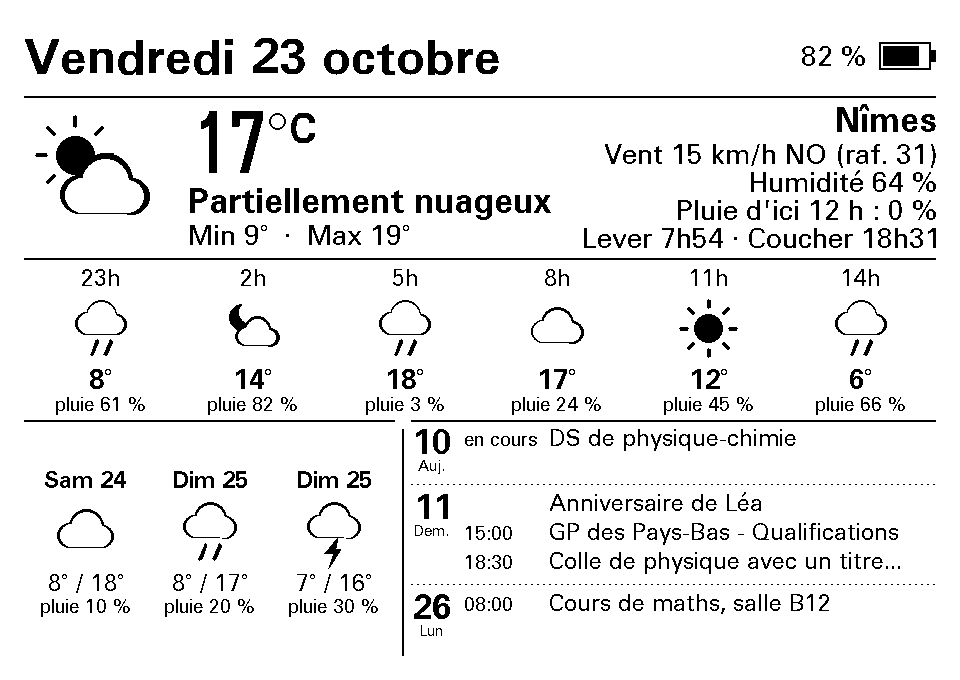 Vendredi 23 octobre
82 %
17°C
Partiellement nuageux
Min 9° · Max 19°
Nîmes
Vent 15 km/h NO (raf. 31)
Humidité 64 %
Pluie d'ici 12 h : 0 %
Lever 7h54 · Coucher 18h31
23h 2h 5h 8h 11h 14h
8° 14° 18° 17° 12° 6°
pluie 61 % pluie 82 % pluie 3 % pluie 24 % pluie 45 % pluie 66 %
Sam 24 Dim 25 Dim 25
8° / 18° 8° / 17° 7° / 16°
pluie 10 % pluie 20 % pluie 30 %
10 en cours DS de physique-chimie
Auj.
11 Anniversaire de Léa
Dem. 15:00 GP des Pays-Bas - Qualifications
18:30 Colle de physique avec un titre...
26 08:00 Cours de maths, salle B12
Lun